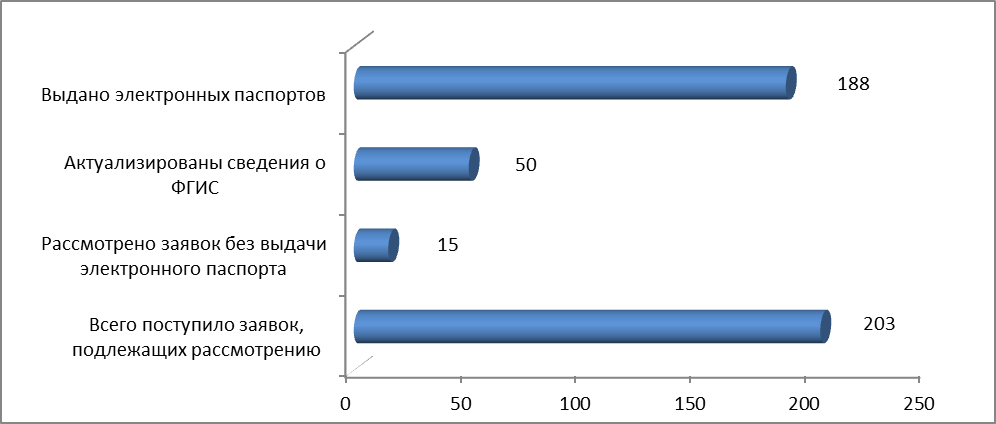 Выдано электронных паспортов
188
Актуализированы сведения о
ФГИС
50
Рассмотрено заявок без выдачи
электронного паспорта
15
Всего поступило заявок,
подлежащих рассмотрению
203
0 50 100 150 200 250